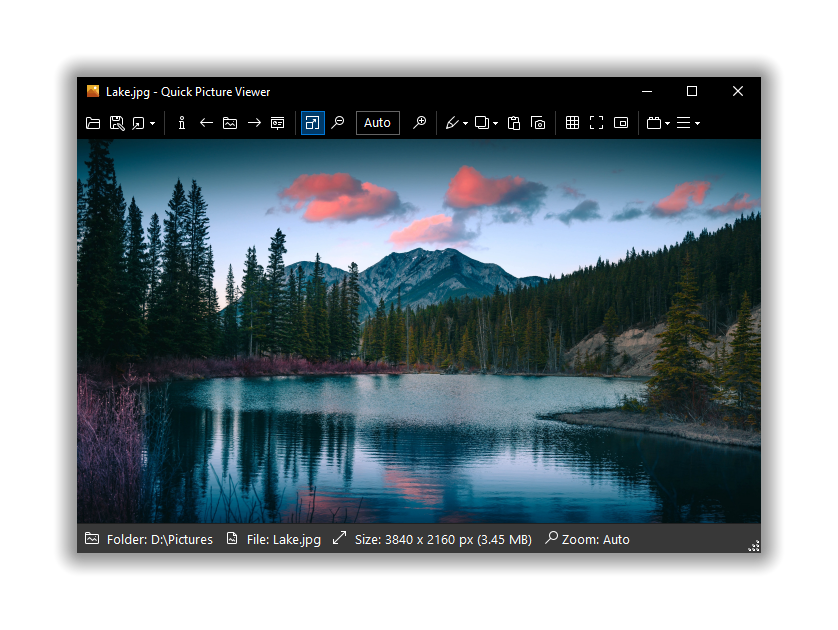 Lake.jpg - Quick Picture Viewer
Auto
Folder: D:\Pictures File: Lake.jpg Size: 3840 x 2160 px (3.45 MB) Zoom: Auto